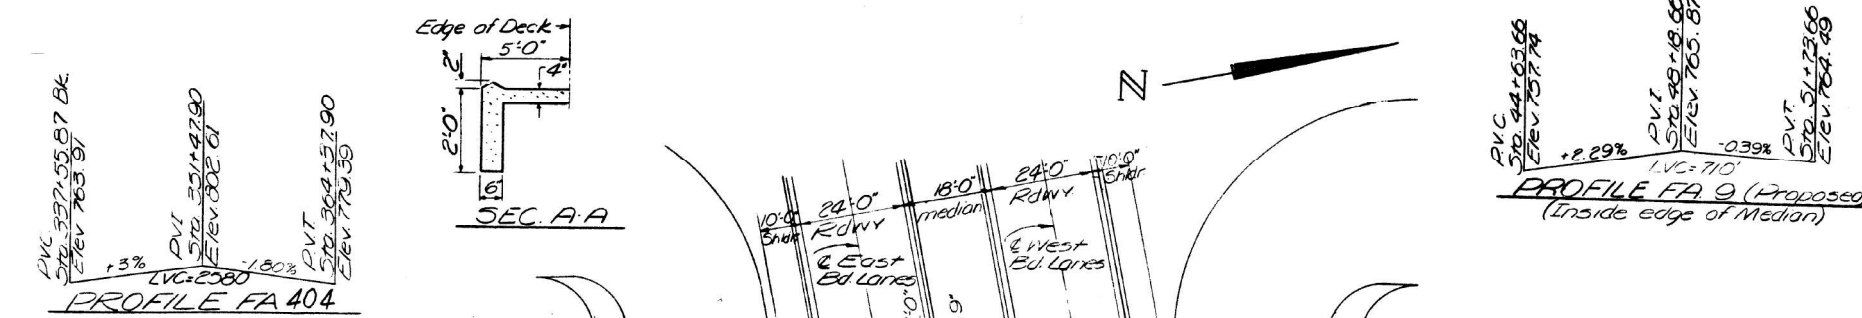 P.V.C.
Sta. 337+55.87 Bk.
Elev 763.91
P.V.I
Sta. 351+47.90
Elev. 802.61
P.V.T.
Sta. 364+37.90
Elev. 779.39
+3%
-1.80%
LVC=2580
PROFILE FA 404
Edge of Deck
5'-0"
2"
4"
2'-0"
6"
SEC. A-A
N
10'-0"
Shldr
24'-0"
Rdwy
18'-0"
median
24'-0"
Rdwy
10'-0"
Shldr
℄ East
Bd. Lanes
℄ West
Bd. Lanes
P.V.C
Sta. 44+63.66
Elev. 757.74
P.V.I.
Sta. 48+18.66
Elev. 765.87
P.V.T.
Sta. 51+73.66
Elev. 764.49
+2.29%
-0.39%
LVC=710'
PROFILE FA. 9 (Proposed)
(Inside edge of Median)